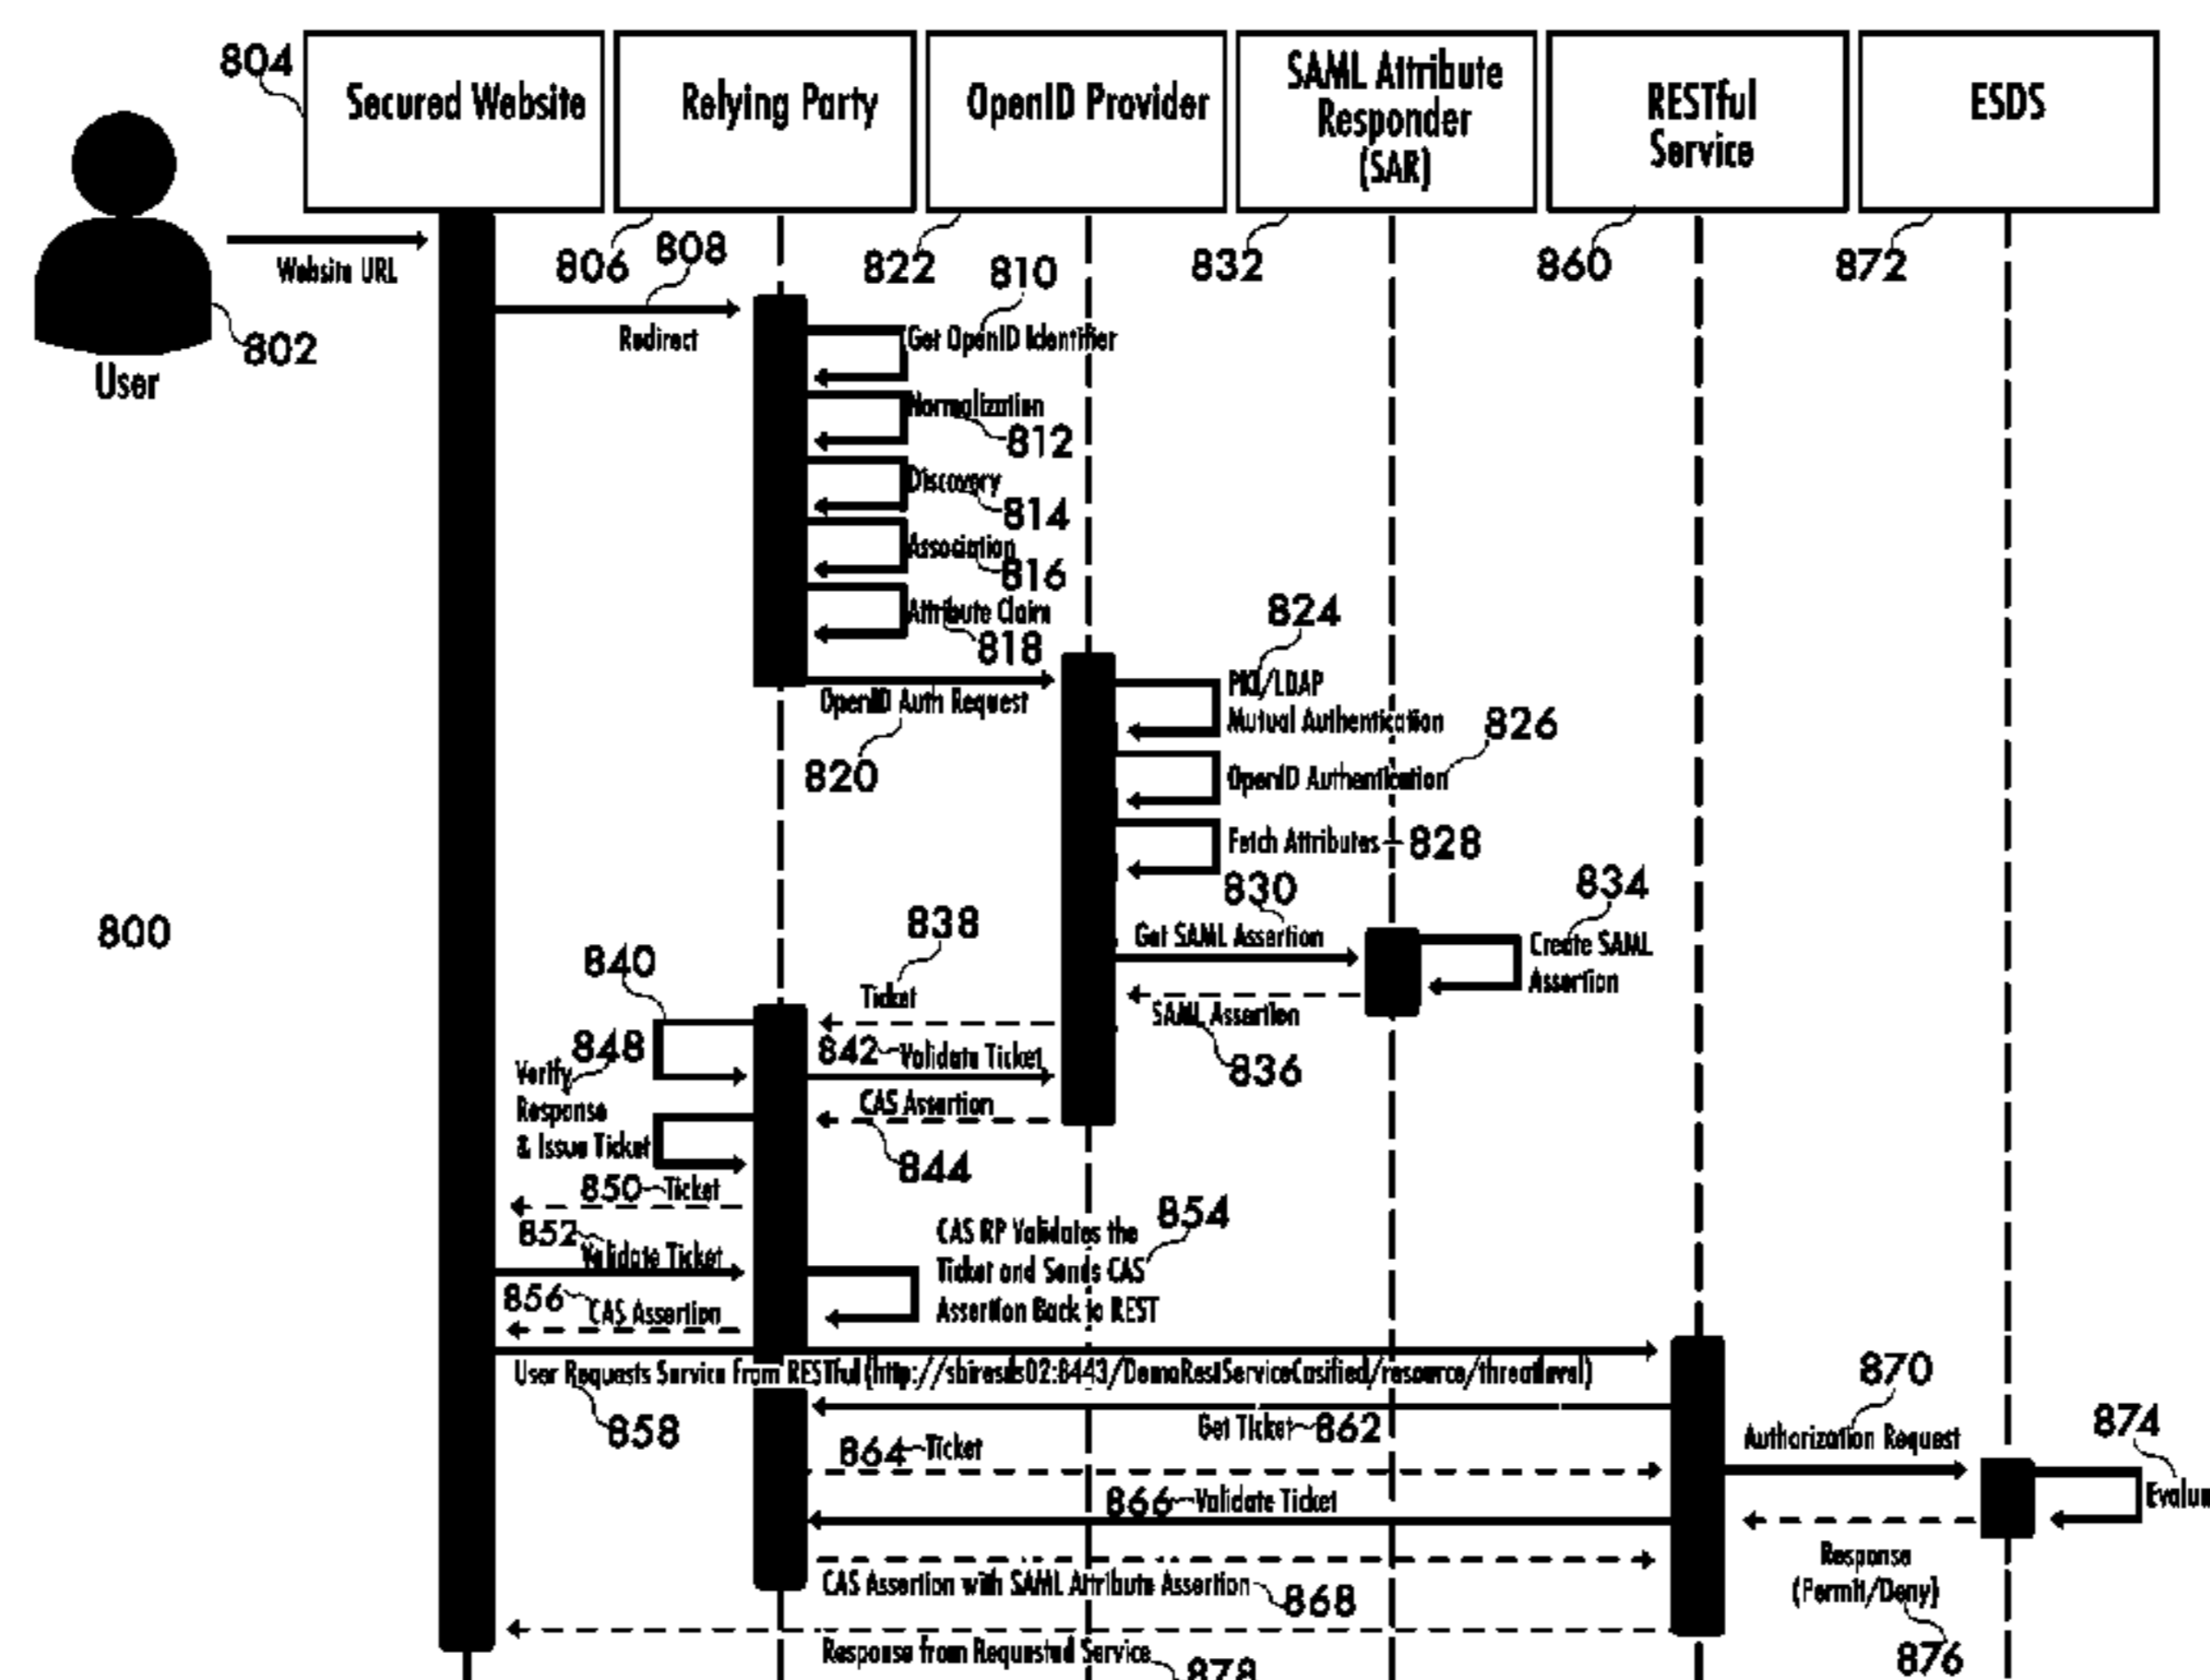 804
Secured Website
Relying Party
OpenID Provider
SAML Attribute
Responder
(SAR)
RESTful
Service
ESDS
Website URL
806
808
822
810
832
860
872
802
User
Redirect
Get OpenID Identifier
Normalization
812
Discovery
814
Association
816
Attribute Claim
818
OpenID Auth Request
820
824
PKI/LDAP
Mutual Authentication
826
OpenID Authentication
Fetch Attributes
828
830
834
Get SAML Assertion
Create SAML
Assertion
800
838
840
Ticket
SAML Assertion
836
842
Validate Ticket
848
Verify
Response
& Issue Ticket
CAS Assertion
844
850
Ticket
852
Validate Ticket
854
CAS RP Validates the
Ticket and Sends CAS
Assertion Back to REST
856
CAS Assertion
User Requests Service from RESTful (http://sbiresds02:8443/DemoRestServiceCasified/resource/threatlevel)
858
Get Ticket
862
870
Authorization Request
874
864
Ticket
866
Validate Ticket
Response
(Permit/Deny)
876
CAS Assertion with SAML Attribute Assertion
868
Response from Requested Service
878